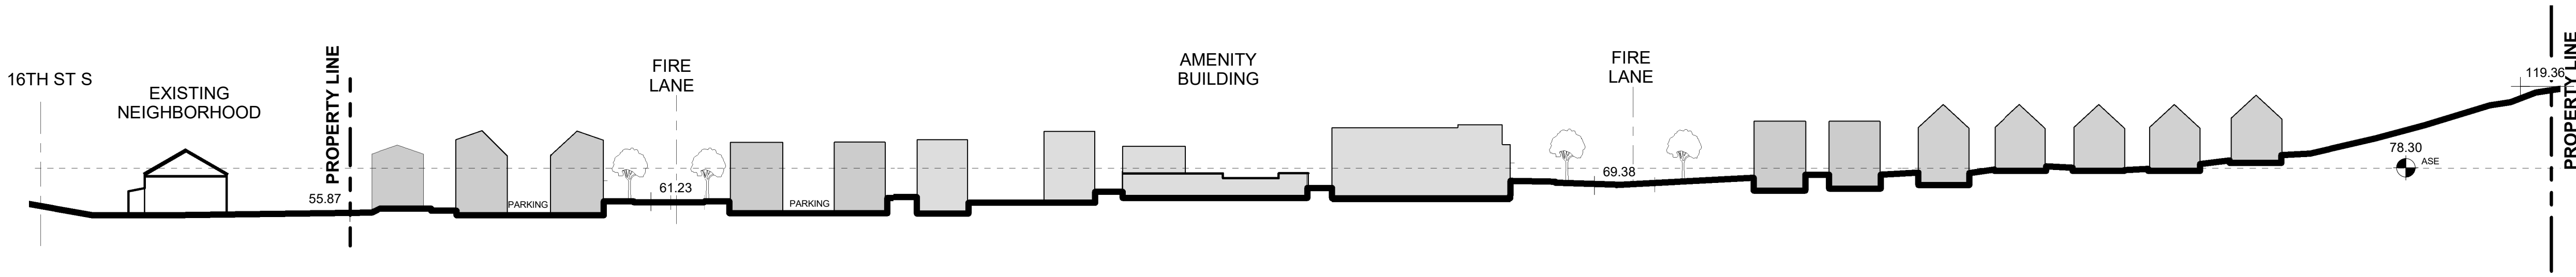 16TH ST S
EXISTING
NEIGHBORHOOD
PROPERTY LINE
55.87
PARKING
FIRE
LANE
61.23
PARKING
AMENITY
BUILDING
FIRE
LANE
69.38
78.30
ASE
119.36
PROPERTY LINE